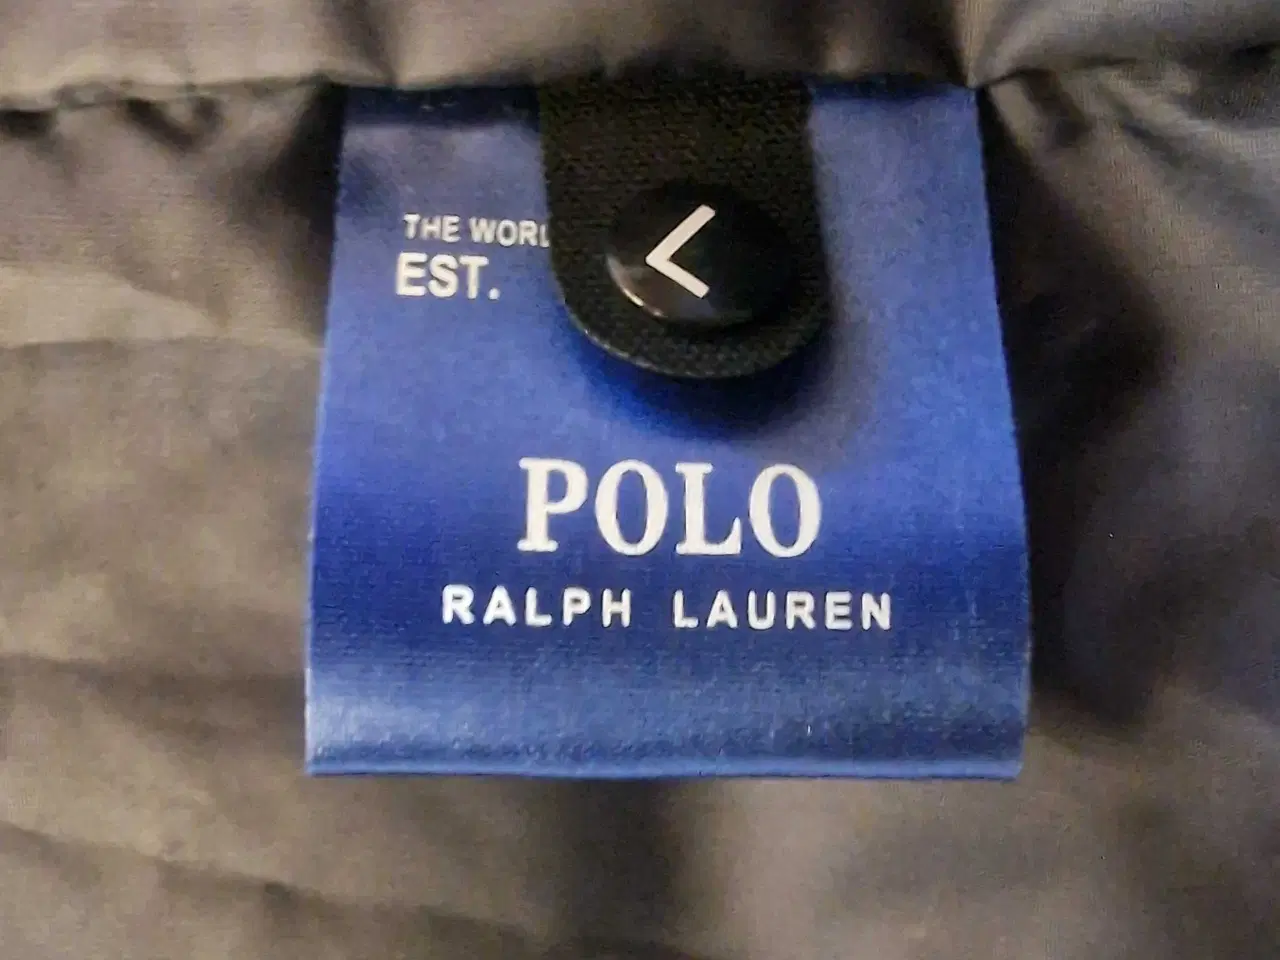 THE WORL
EST.
POLO
RALPH LAUREN